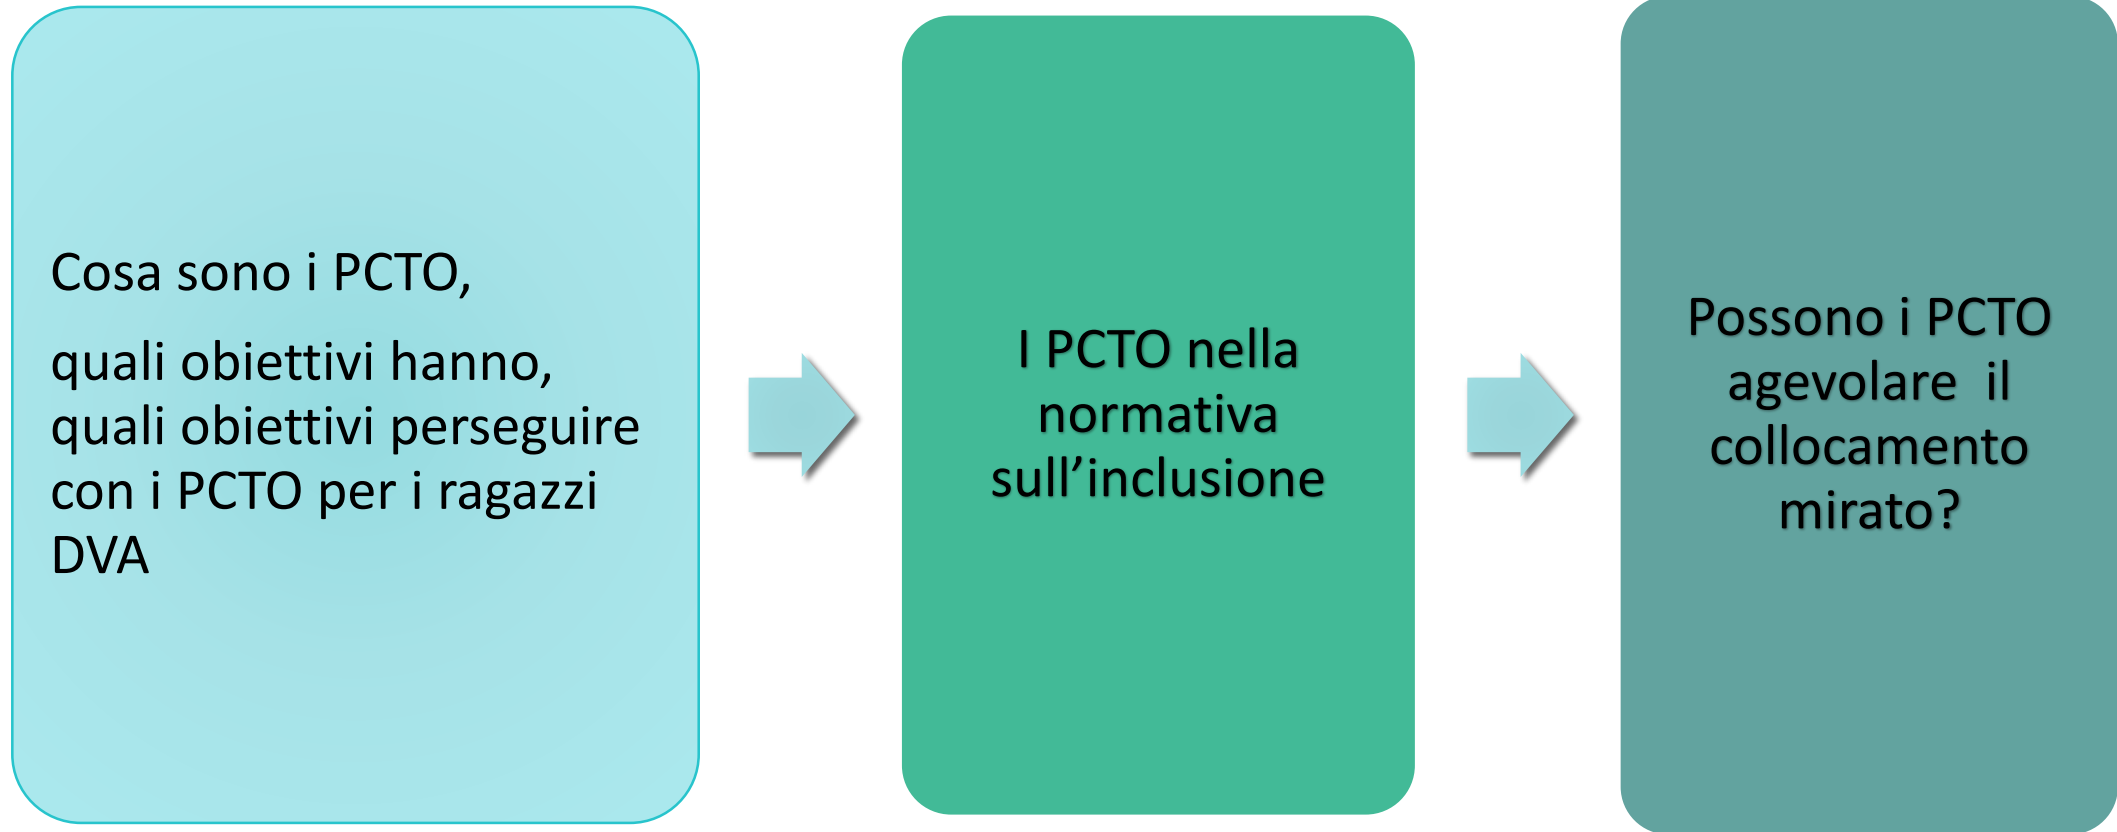 Cosa sono i PCTO,
quali obiettivi hanno,
quali obiettivi perseguire
con i PCTO per i ragazzi
DVA
I PCTO nella
normativa
sull’inclusione
Possono i PCTO
agevolare  il
collocamento
mirato?